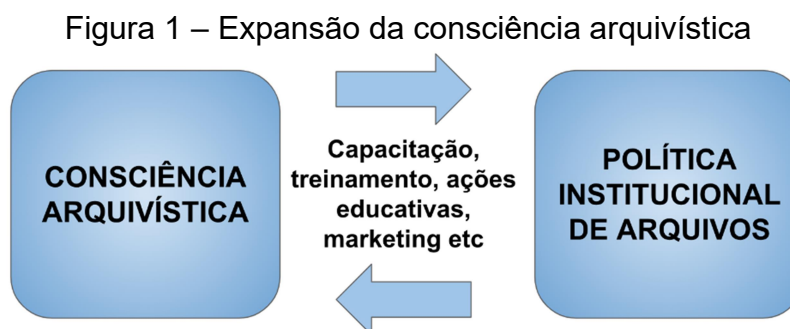 Figura 1 – Expansão da consciência arquivística
CONSCIÊNCIA
ARQUIVÍSTICA
Capacitação,
treinamento, ações
educativas,
marketing etc
POLÍTICA
INSTITUCIONAL
DE ARQUIVOS